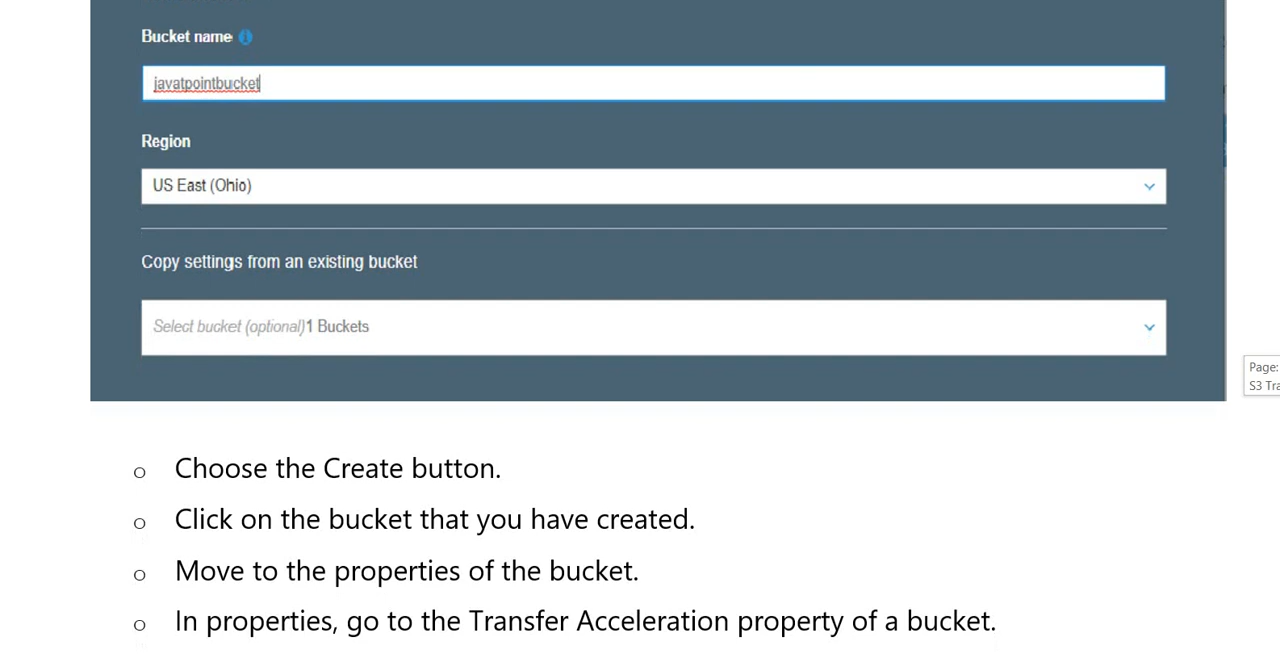 Bucket name
javatpointbucket
Region
US East (Ohio)
Copy settings from an existing bucket
Select bucket (optional)1 Buckets
Page:
S3 Tra
o Choose the Create button.
o Click on the bucket that you have created.
o Move to the properties of the bucket.
o In properties, go to the Transfer Acceleration property of a bucket.